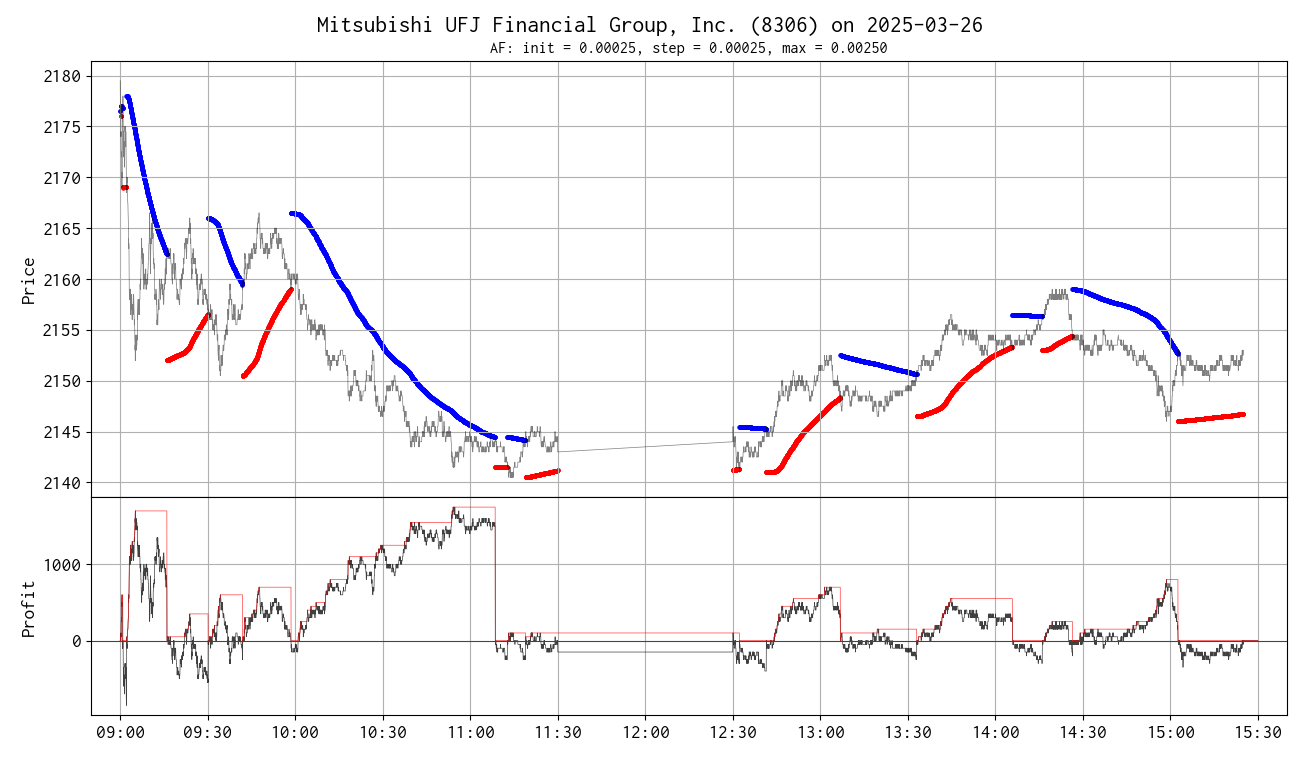 Mitsubishi UFJ Financial Group, Inc. (8306) on 2025-03-26
AF: init = 0.00025, step = 0.00025, max = 0.00250
Price
2180
2175
2170
2165
2160
2155
2150
2145
2140
Profit
1000
0
09:00 09:30 10:00 10:30 11:00 11:30 12:00 12:30 13:00 13:30 14:00 14:30 15:00 15:30